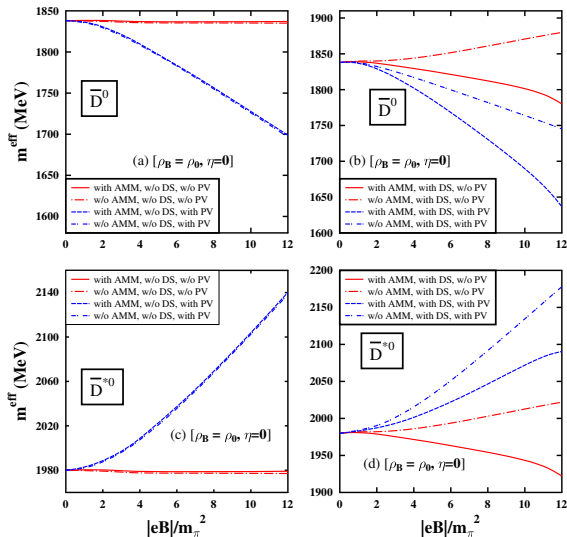 1850
1800
1750
1700
1650
1600
m^eff (MeV)
D̅^0
(a) [ρ_B = ρ_0, η=0]
with AMM, w/o DS, w/o PV
w/o AMM, w/o DS, w/o PV
with AMM, w/o DS, with PV
w/o AMM, w/o DS, with PV
0 2 4 6 8 10 12
1900
1850
1800
1750
1700
1650
1600
D̅^0
(b) [ρ_B = ρ_0, η=0]
with AMM, with DS, w/o PV
w/o AMM, with DS, w/o PV
with AMM, with DS, with PV
w/o AMM, with DS, with PV
0 2 4 6 8 10 12
2140
2100
2060
2020
1980
m^eff (MeV)
with AMM, w/o DS, w/o PV
w/o AMM, w/o DS, w/o PV
with AMM, w/o DS, with PV
w/o AMM, w/o DS, with PV
D̅^*0
(c) [ρ_B = ρ_0, η=0]
0 2 4 6 8 10 12
|eB|/m_π^2
2200
2150
2100
2050
2000
1950
1900
with AMM, with DS, w/o PV
w/o AMM, with DS, w/o PV
with AMM, with DS, with PV
w/o AMM, with DS, with PV
D̅^*0
(d) [ρ_B = ρ_0, η=0]
0 2 4 6 8 10 12
|eB|/m_π^2